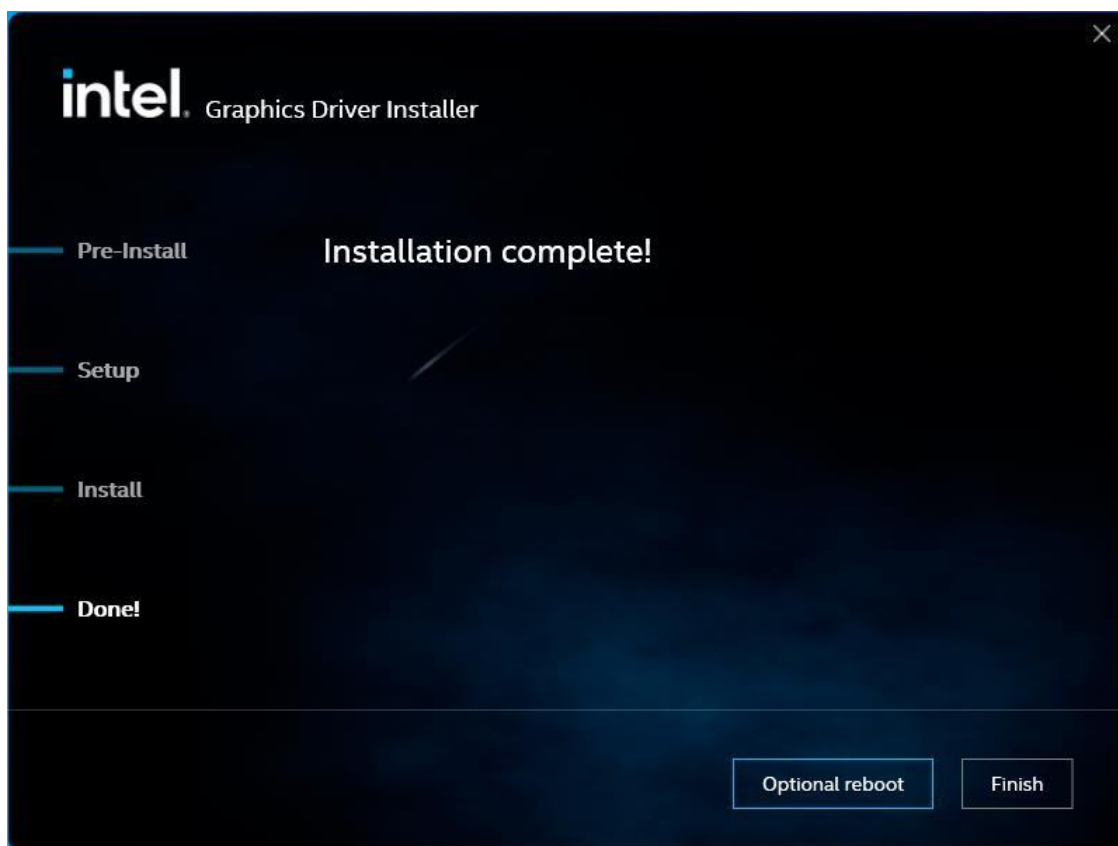 intel. Graphics Driver Installer
Pre-Install
Installation complete!
Setup
Install
Done!
Optional reboot
Finish